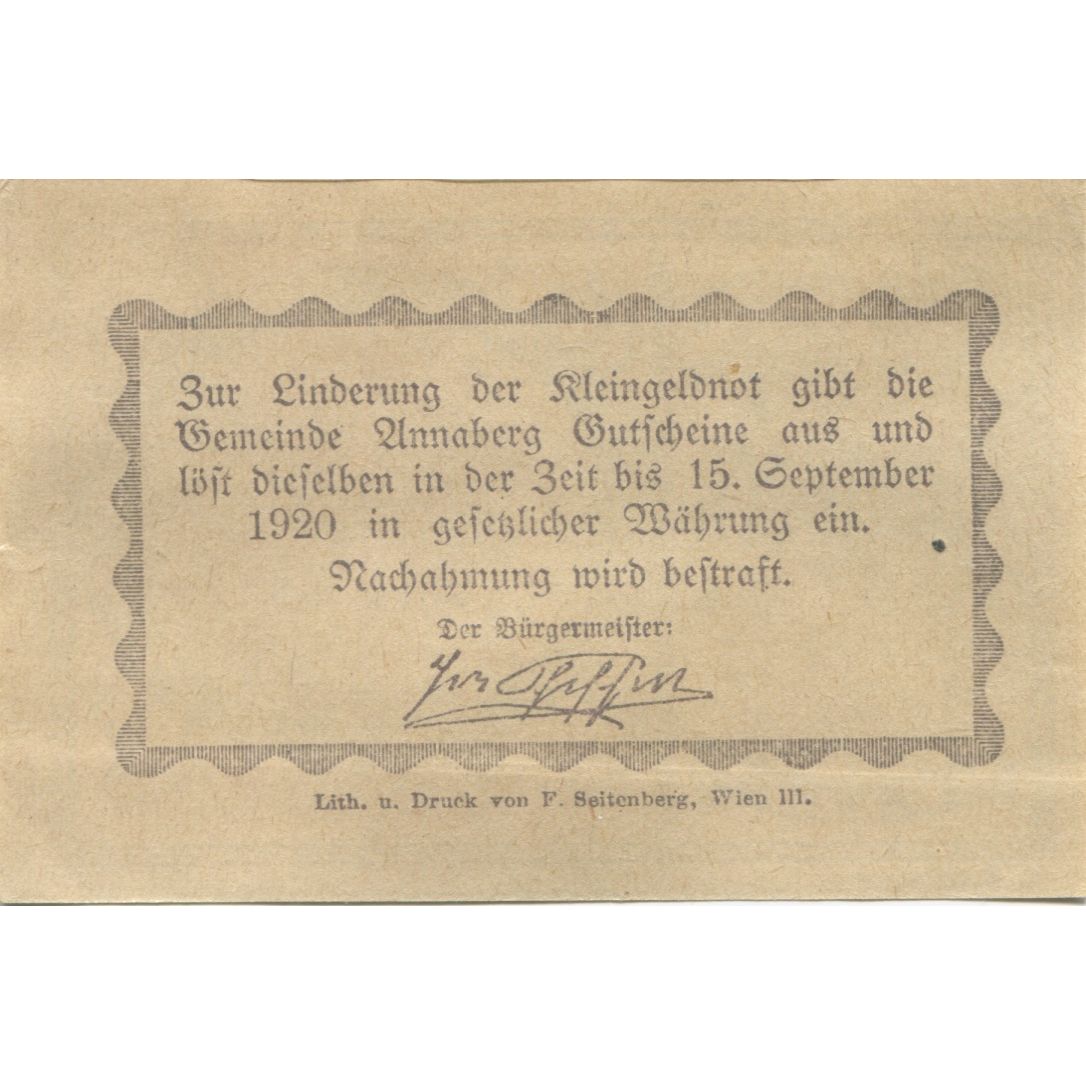 Zur Linderung der Kleingeldnot gibt die
Gemeinde Annaberg Gutscheine aus und
löst dieselben in der Zeit bis 15. September
1920 in gesetzlicher Währung ein.
Nachahmung wird bestraft.
Der Bürgermeister:
Lith. u. Druck von F. Seitenberg, Wien III.